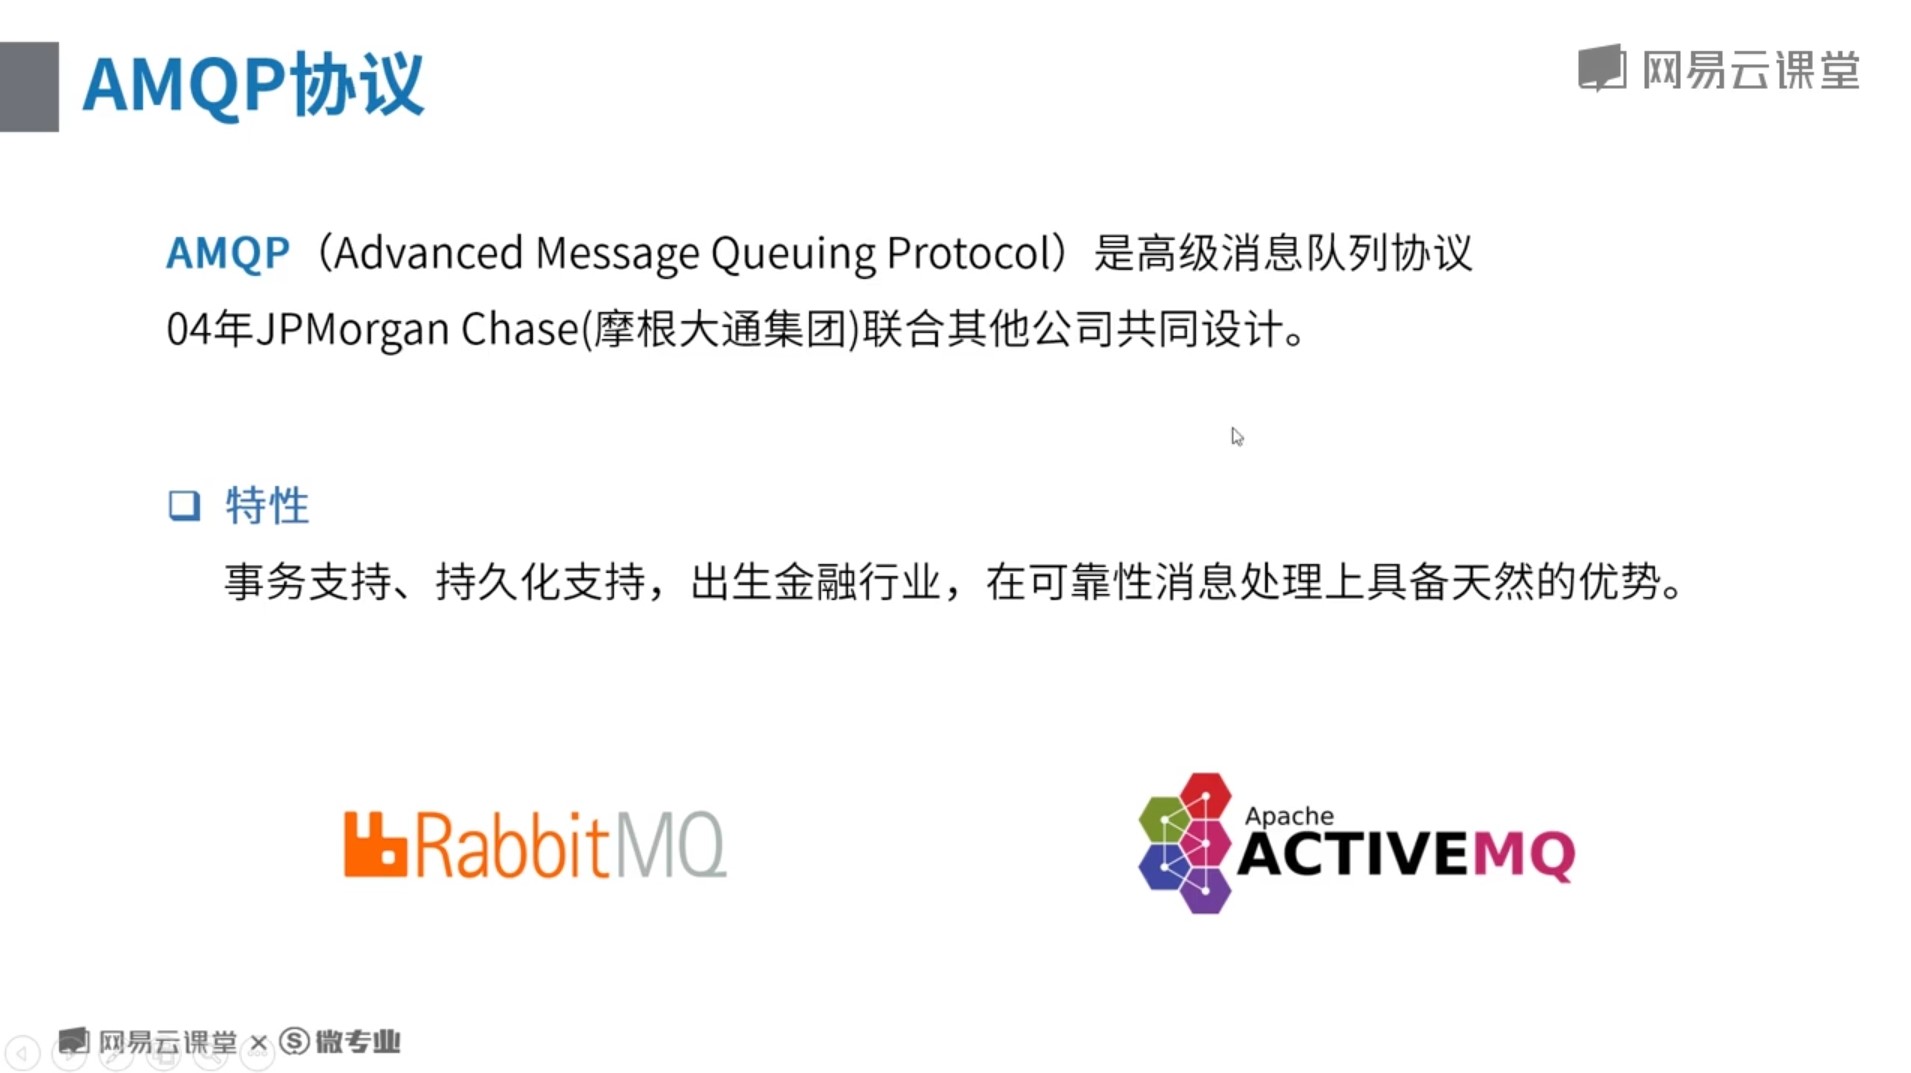 AMQP协议
网易云课堂
AMQP（Advanced Message Queuing Protocol）是高级消息队列协议
04年JPMorgan Chase(摩根大通集团)联合其他公司共同设计。
特性
事务支持、持久化支持，出生金融行业，在可靠性消息处理上具备天然的优势。
RabbitMQ
Apache
ACTIVEMQ
网易云课堂 × 微专业